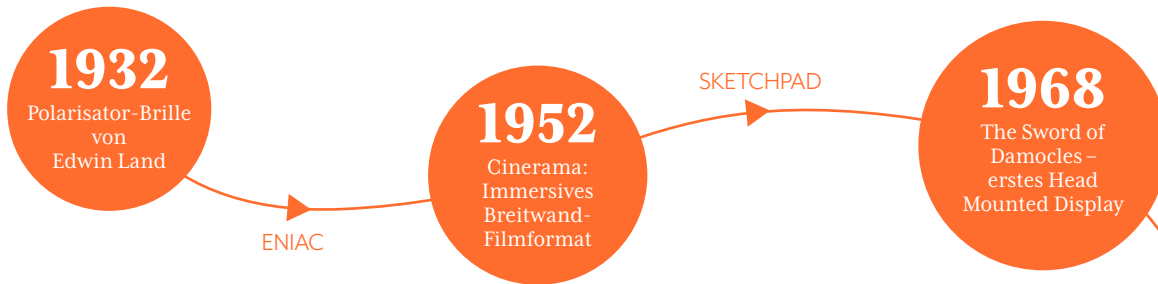 1932
Polarisator-Brille
von
Edwin Land
ENIAC
1952
Cinerama:
Immersives
Breitwand-
Filmformat
SKETCHPAD
1968
The Sword of
Damocles –
erstes Head
Mounted Display